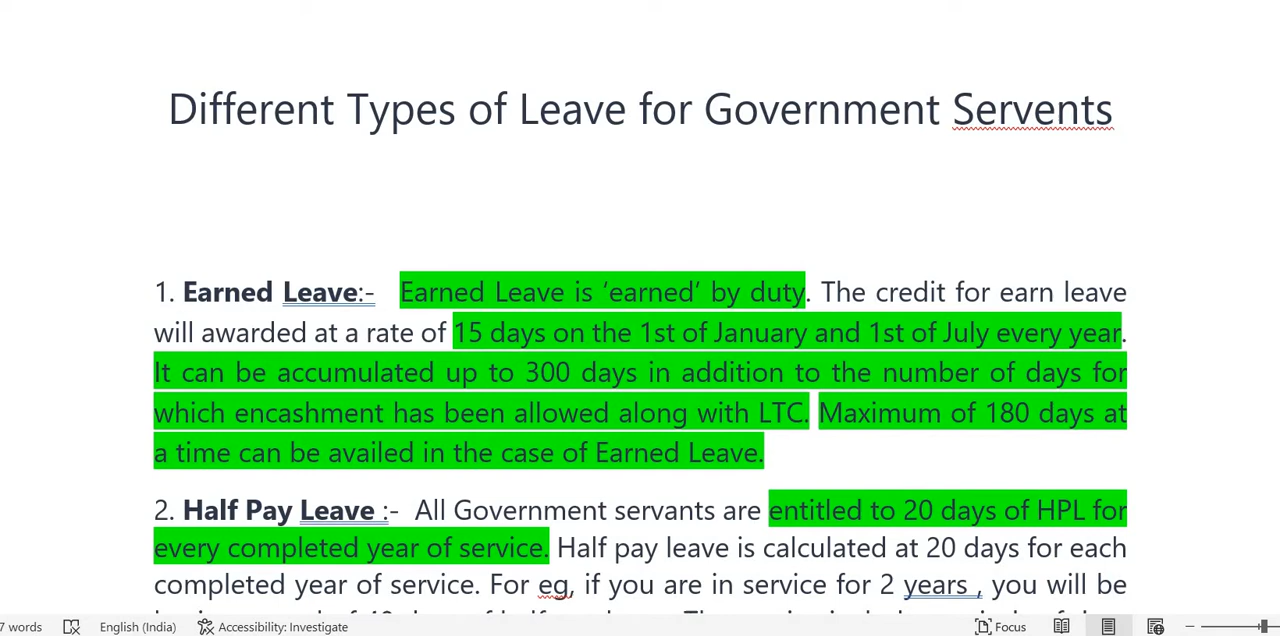 Different Types of Leave for Government Servents
1. Earned Leave:- Earned Leave is ‘earned’ by duty. The credit for earn leave
will awarded at a rate of 15 days on the 1st of January and 1st of July every year.
It can be accumulated up to 300 days in addition to the number of days for
which encashment has been allowed along with LTC. Maximum of 180 days at
a time can be availed in the case of Earned Leave.
2. Half Pay Leave :- All Government servants are entitled to 20 days of HPL for
every completed year of service. Half pay leave is calculated at 20 days for each
completed year of service. For eg, if you are in service for 2 years , you will be
7 words English (India) Accessibility: Investigate Focus